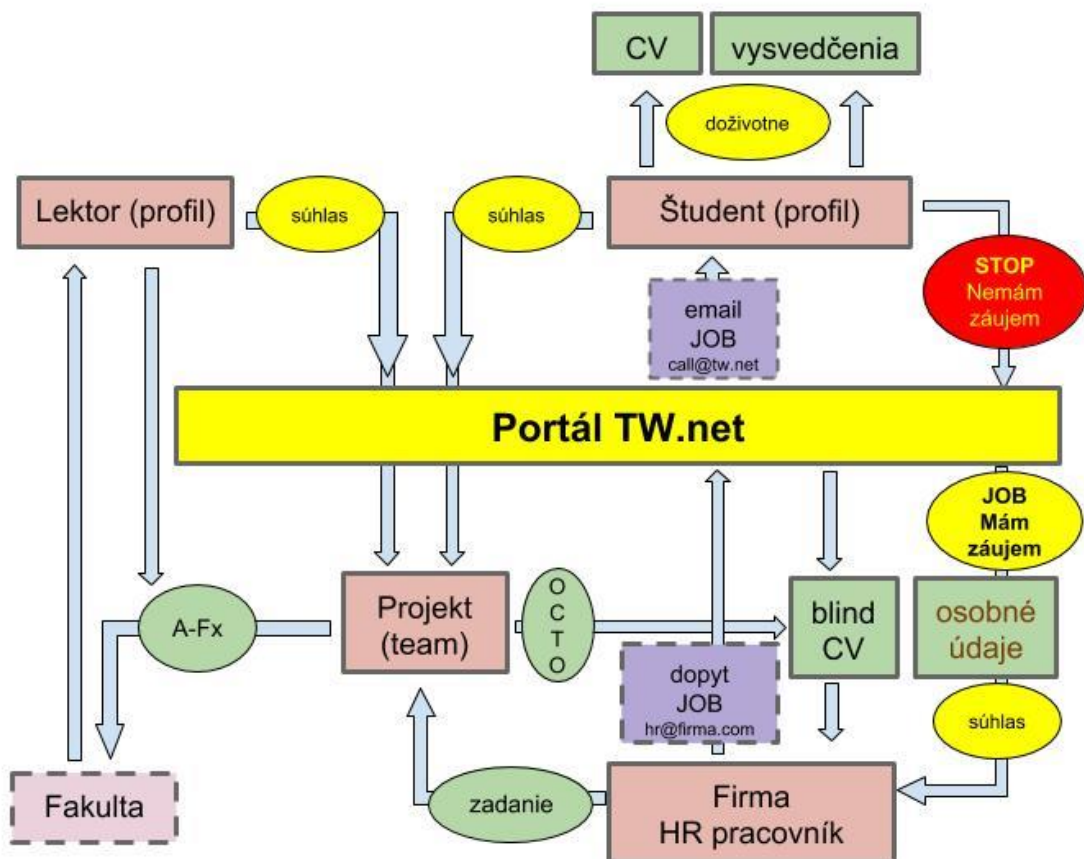 CV
vysvedčenia
doživotne
Lektor (profil)
súhlas
súhlas
Študent (profil)
STOP
Nemám
záujem
email
JOB
call@tw.net
Portál TW.net
JOB
Mám
záujem
A-Fx
Projekt
(team)
O
C
T
O
blind
CV
osobné
údaje
dopyt
JOB
hr@firma.com
súhlas
Fakulta
zadanie
Firma
HR pracovník